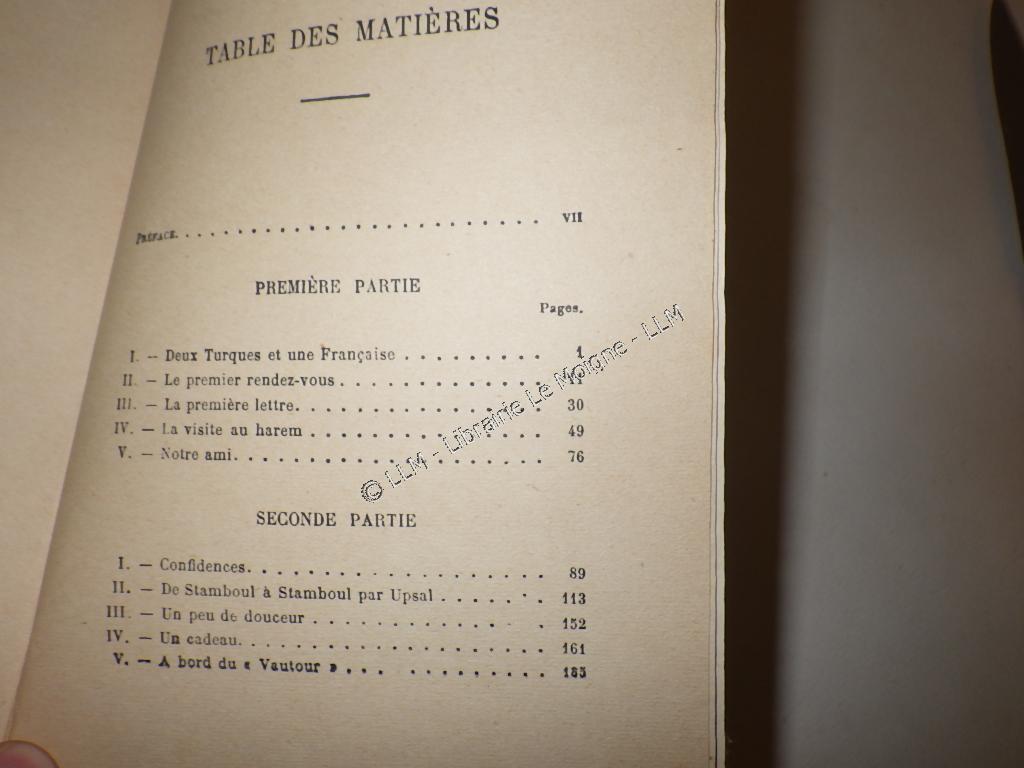 TABLE DES MATIÈRES
PRÉFACE. . . . . . . . . . . . . . . . . . . . . . . . VII
PREMIÈRE PARTIE
Pages.
I. — Deux Turques et une Française . . . . . . . . . 1
II. — Le premier rendez-vous . . . . . . . . . . . . .
III. — La première lettre. . . . . . . . . . . . . . . . 30
IV. — La visite au harem . . . . . . . . . . . . . . . 49
V. — Notre ami. . . . . . . . . . . . . . . . . . . . 76
© LLM - Librairie Le Moigne - LLM
SECONDE PARTIE
I. — Confidences. . . . . . . . . . . . . . . . . . . 89
II. — De Stamboul à Stamboul par Upsal . . . . . . . 113
III. — Un peu de douceur . . . . . . . . . . . . . . 152
IV. — Un cadeau. . . . . . . . . . . . . . . . . . . 161
V. — A bord du « Vautour » . . . . . . . . . . . .